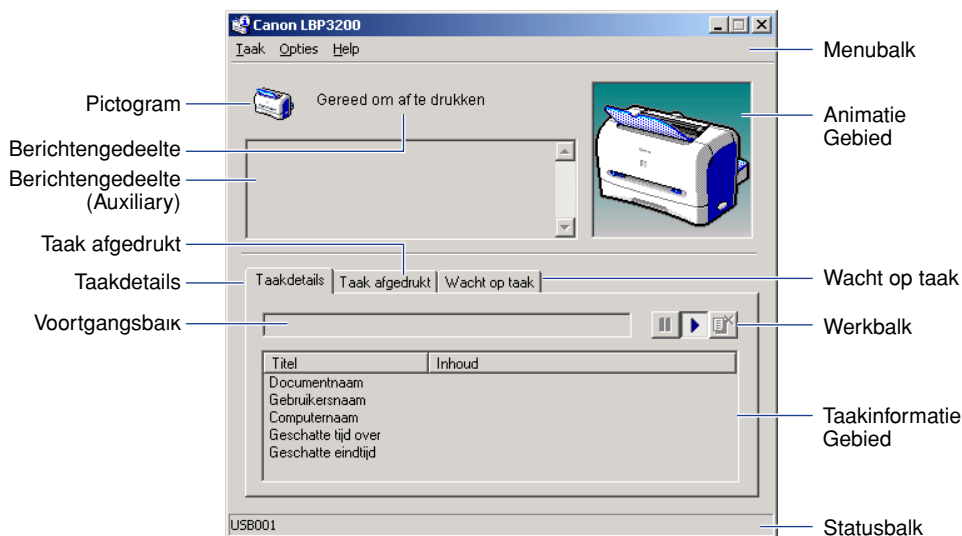 Canon LBP3200
Taak Opties Help
Menubalk
Pictogram
Gereed om af te drukken
Animatie
Gebied
Berichtengedeelte
Berichtengedeelte
(Auxiliary)
Taak afgedrukt
Taakdetails
Taakdetails Taak afgedrukt Wacht op taak
Wacht op taak
Voortgangsbalk
Werkbalk
Titel Inhoud
Documentnaam
Gebruikersnaam
Computernaam
Geschatte tijd over
Geschatte eindtijd
Taakinformatie
Gebied
USB001
Statusbalk